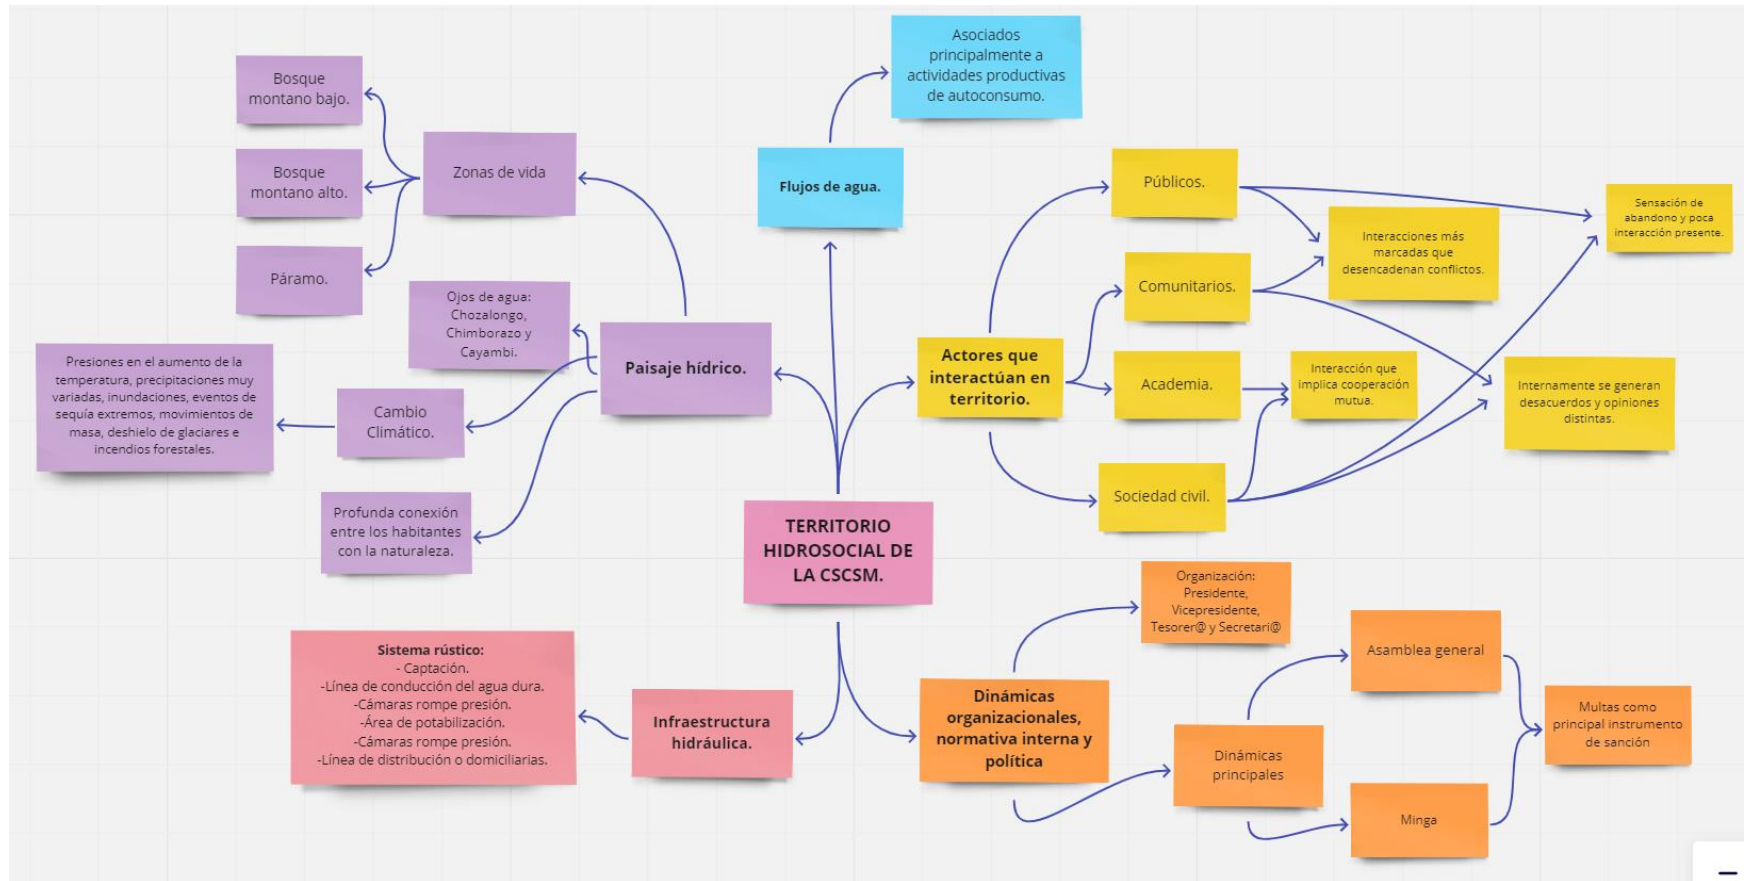 Asociados
principalmente a
actividades productivas
de autoconsumo.
Flujos de agua.
Bosque
montano bajo.
Bosque
montano alto.
Páramo.
Zonas de vida
Ojos de agua:
Chozalongo,
Chimborazo y
Cayambi.
Paisaje hídrico.
Presiones en el aumento de la
temperatura, precipitaciones muy
variadas, inundaciones, eventos de
sequía extremos, movimientos de
masa, deshielo de glaciares e
incendios forestales.
Cambio
Climático.
Profunda conexión
entre los habitantes
con la naturaleza.
Públicos.
Comunitarios.
Academia.
Sociedad civil.
Actores que
interactúan en
territorio.
Interacciones más
marcadas que
desencadenan conflictos.
Sensación de
abandono y poca
interacción presente.
Interacción que
implica cooperación
mutua.
Internamente se generan
desacuerdos y opiniones
distintas.
TERRITORIO
HIDROSOCIAL DE
LA CSCSM.
Sistema rústico:
- Captación.
-Línea de conducción del agua dura.
-Cámaras rompe presión.
-Área de potabilización.
-Cámaras rompe presión.
-Línea de distribución o domiciliarias.
Infraestructura
hidráulica.
Organización:
Presidente,
Vicepresidente,
Tesorer@ y Secretari@
Dinámicas
organizacionales,
normativa interna y
política
Dinámicas
principales
Asamblea general
Minga
Multas como
principal instrumento
de sanción